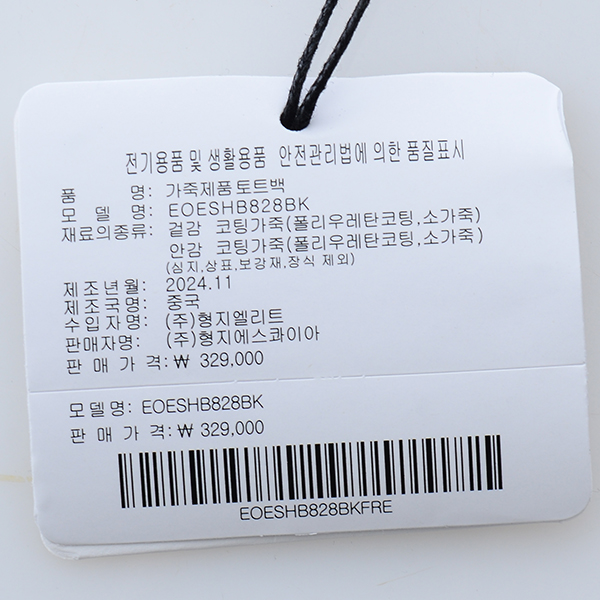 전기용품 및 생활용품 안전관리법에 의한 품질표시
품 명: 가죽제품토트백
모 델 명: EOESHB828BK
재료의종류: 겉감 코팅가죽(폴리우레탄코팅,소가죽)
안감 코팅가죽(폴리우레탄코팅,소가죽)
(심지,상표,보강재,장식 제외)
제조년월: 2024.11
제조국명: 중국
수입자명: (주)형지엘리트
판매자명: (주)형지에스콰이아
판 매 가 격:₩ 329,000
모델명: EOESHB828BK
판 매 가 격:₩ 329,000
EOESHB828BKFRE